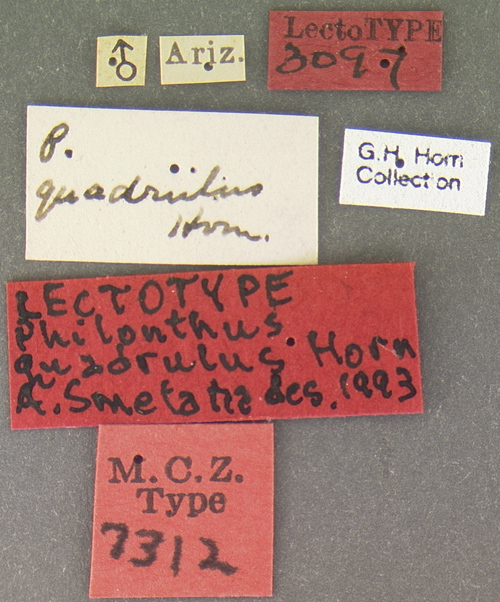 ♂
Ariz.
LectoTYPE
3097
P.
quadrulus
Horn.
G.H. Horn
Collection
LECTOTYPE
Philonthus
quadrulus Horn
A. Smetana des. 1993
M.C.Z.
Type
7312